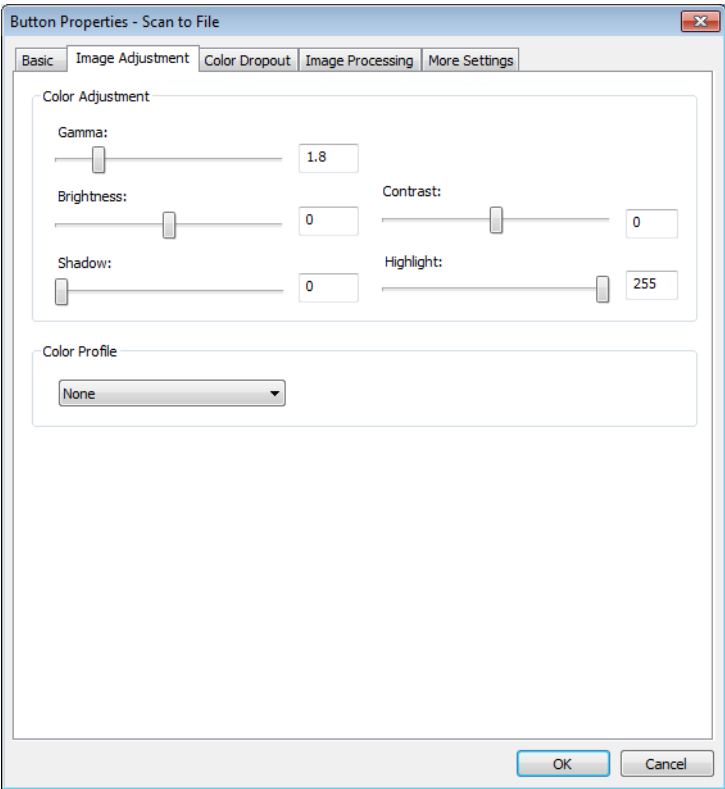 Button Properties - Scan to File
Basic Image Adjustment Color Dropout Image Processing More Settings
Color Adjustment
Gamma:
1.8
Brightness:
0
Contrast:
0
Shadow:
0
Highlight:
255
Color Profile
None
OK Cancel